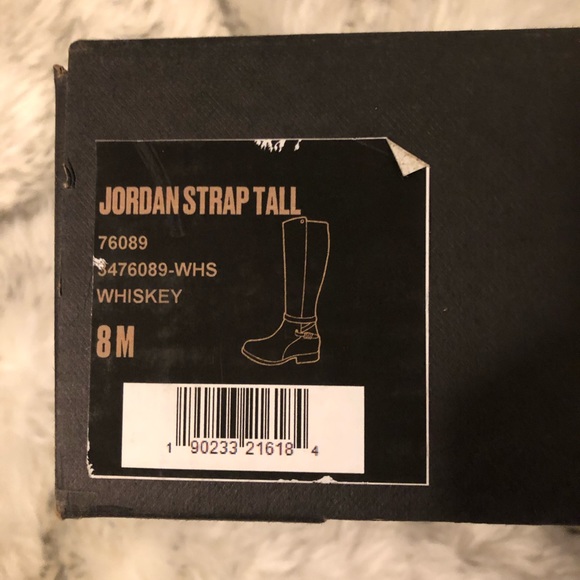 JORDAN STRAP TALL
76089
3476089-WHS
WHISKEY
8 M
1 90233 21618 4